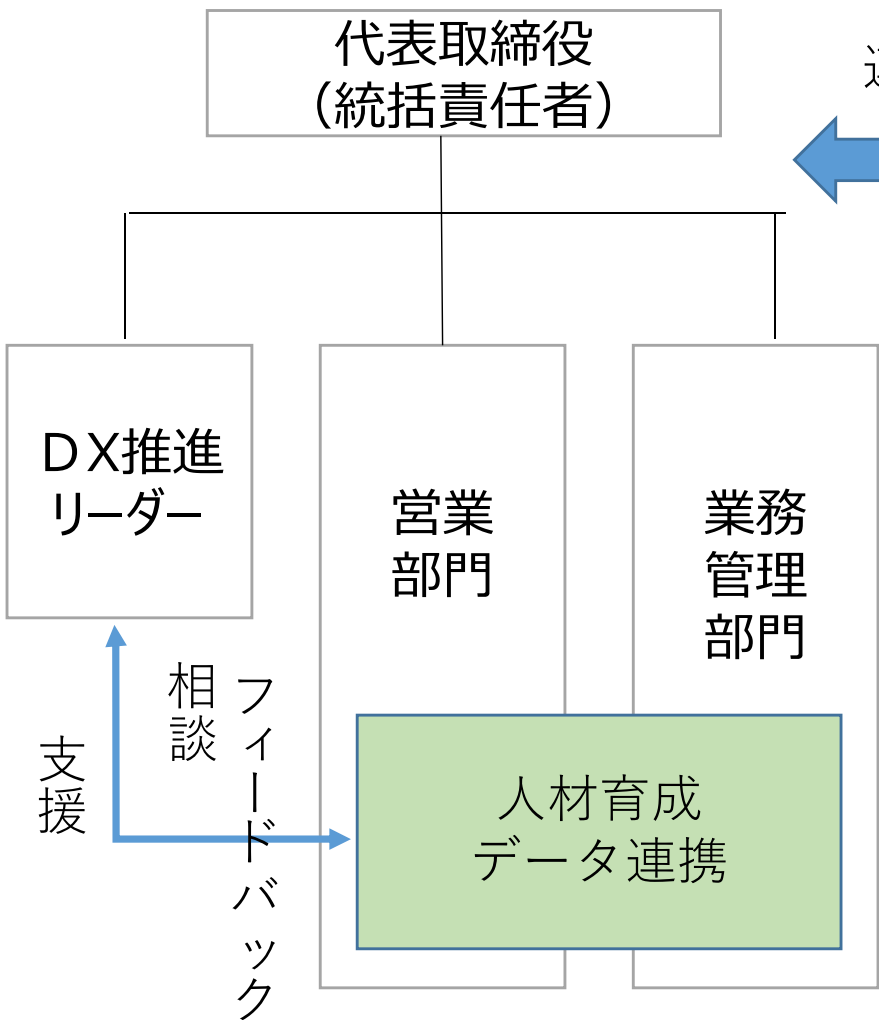 代表取締役
（統括責任者）
ＤＸ推進
リーダー
営業
部門
業務
管理
部門
支援
相談
フィードバック
人材育成
データ連携